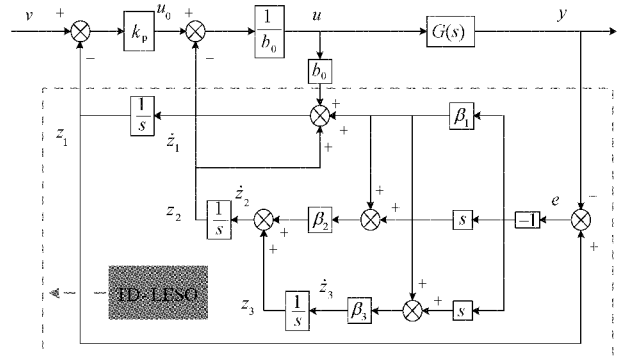 v + − k_p u_0 + − 1/b_0 u G(s) y
b_0
z_1 1/s ż_1 + + + β_1
z_2 1/s ż_2 + + β_2 + + s −1 e − +
TD-LESO z_3 1/s ż_3 β_3 + + s